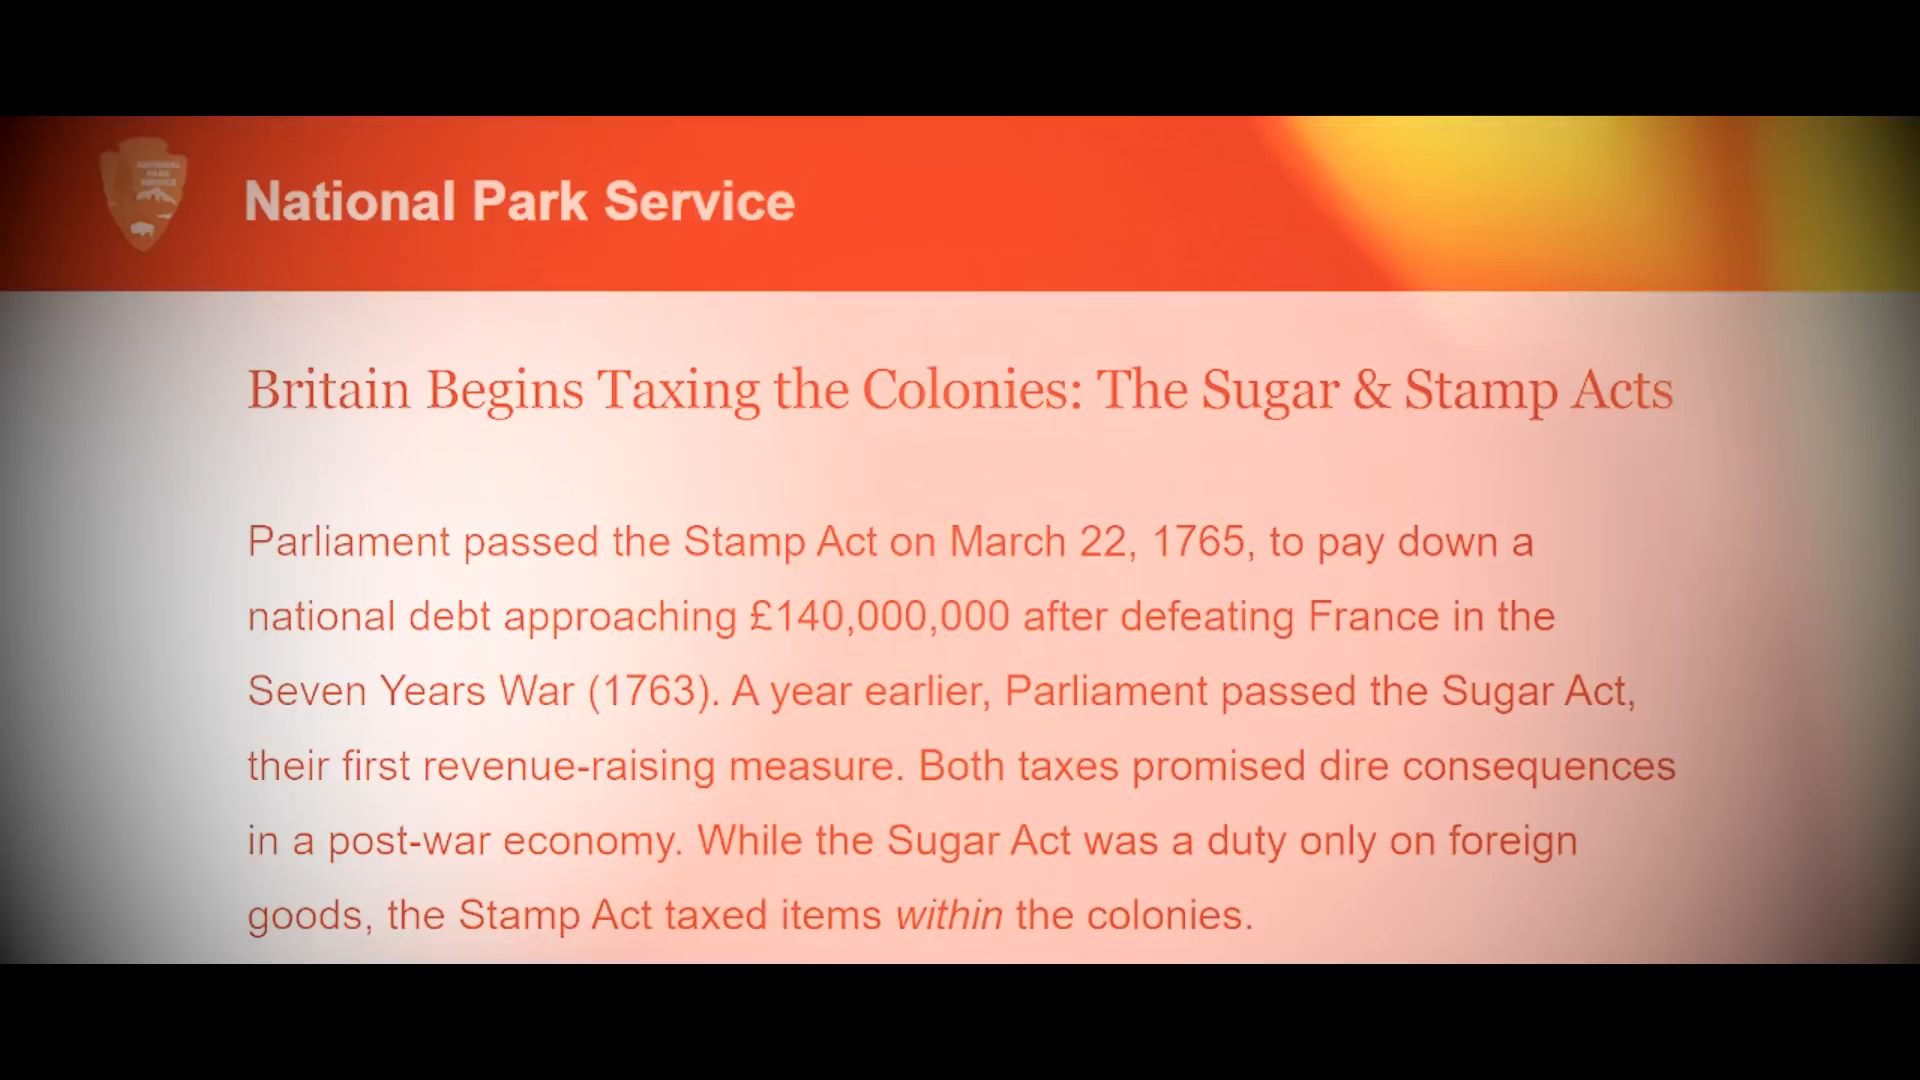 NATIONAL
PARK
SERVICE
National Park Service
Britain Begins Taxing the Colonies: The Sugar & Stamp Acts
Parliament passed the Stamp Act on March 22, 1765, to pay down a
national debt approaching £140,000,000 after defeating France in the
Seven Years War (1763). A year earlier, Parliament passed the Sugar Act,
their first revenue-raising measure. Both taxes promised dire consequences
in a post-war economy. While the Sugar Act was a duty only on foreign
goods, the Stamp Act taxed items within the colonies.